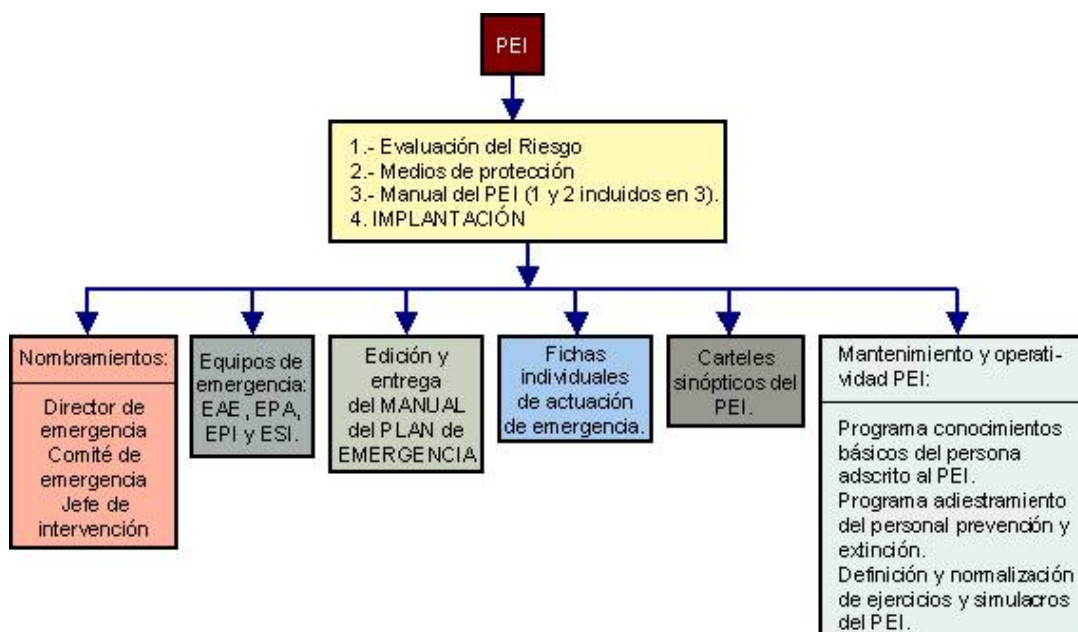 PEI
1.- Evaluación del Riesgo
2.- Medios de protección
3.- Manual del PEI (1 y 2 incluidos en 3).
4. IMPLANTACIÓN
Nombramientos:
Director de
emergencia
Comité de
emergencia
Jefe de
intervención
Equipos de
emergencia:
EAE, EPA,
EPI y ESI.
Edición y
entrega
del MANUAL
del PLAN de
EMERGENCIA
Fichas
individuales
de actuación
de emergencia.
Carteles
sinópticos del
PEI.
Mantenimiento y operati-
vidad PEI:
Programa conocimientos
básicos del persona
adscrito al PEI.
Programa adiestramiento
del personal prevención y
extinción.
Definición y normalización
de ejercicios y simulacros
del PEI.